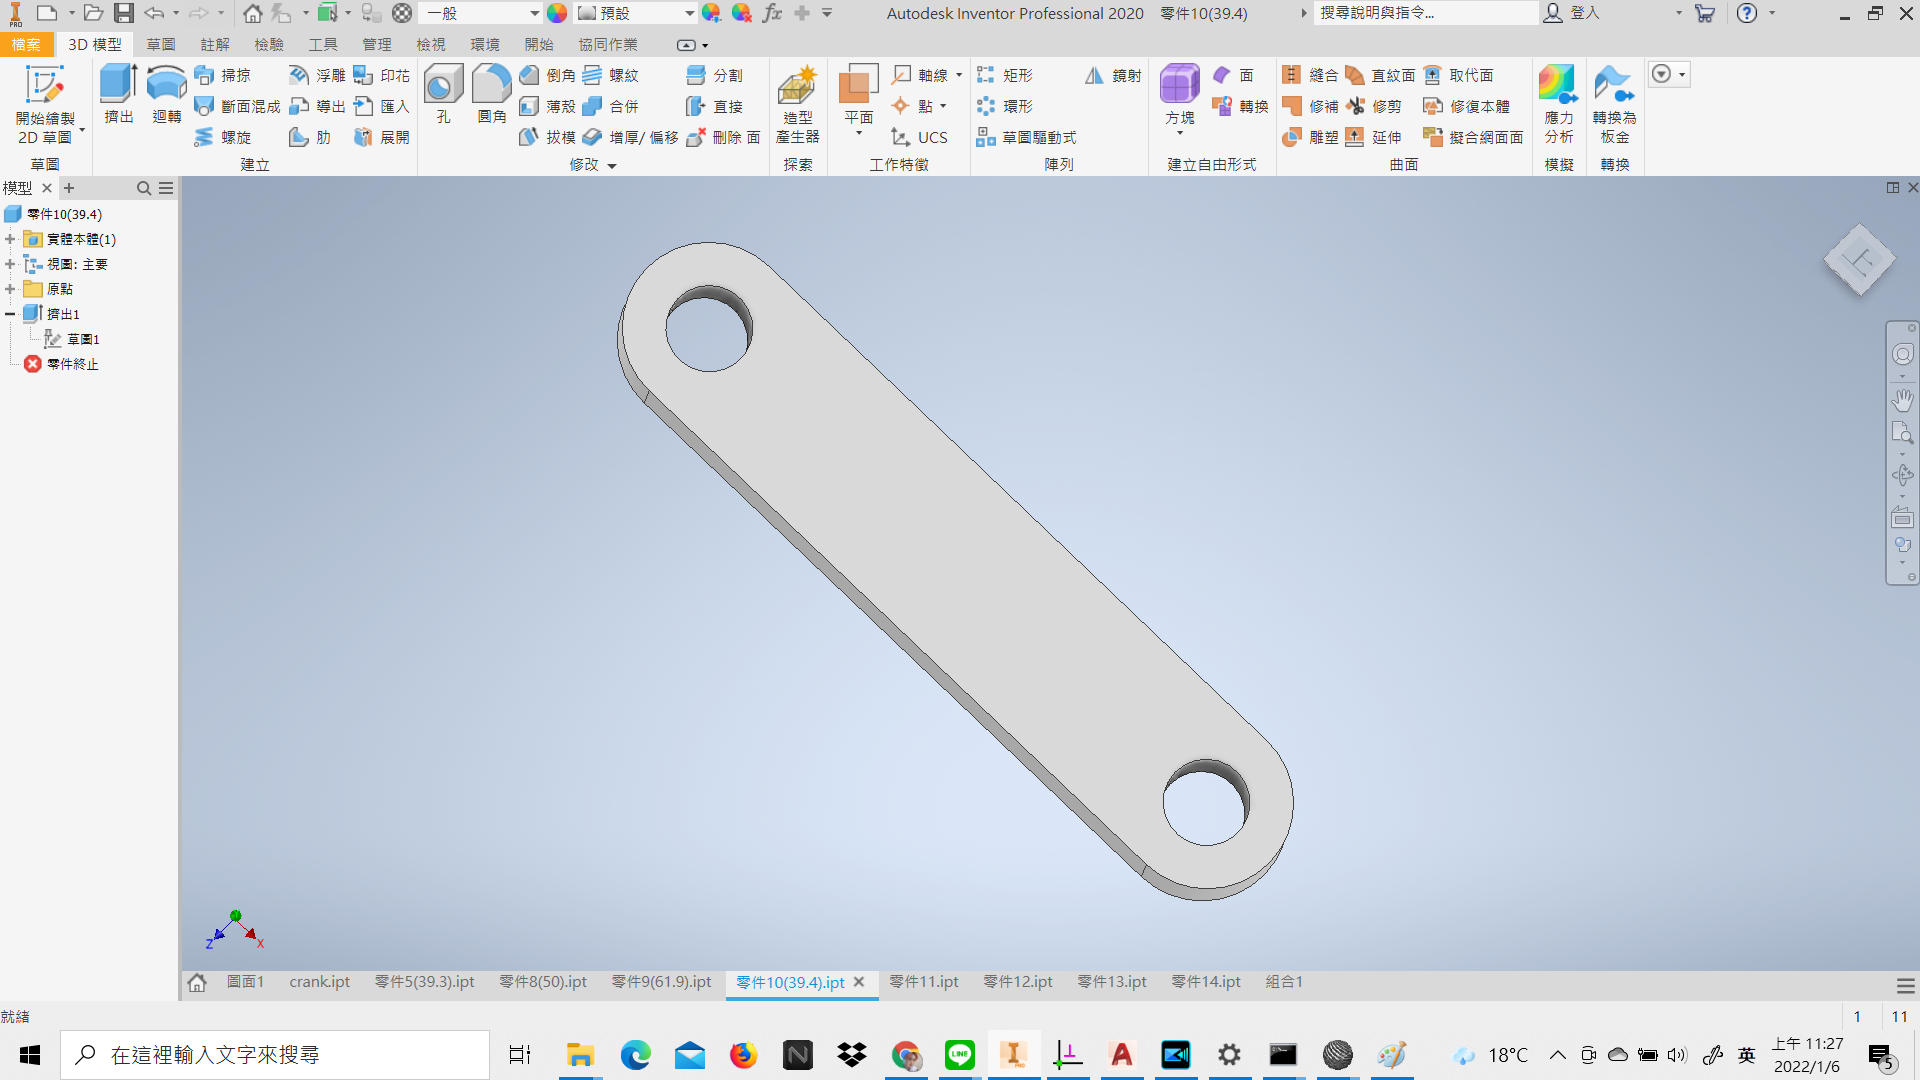 PRO
一般
預設
fx
Autodesk Inventor Professional 2020 零件10(39.4)
搜尋說明與指令...
登入
檔案 3D 模型 草圖 註解 檢驗 工具 管理 檢視 環境 開始 協同作業
開始繪製
2D 草圖
草圖
擠出 迴轉
掃掠 浮雕 印花
斷面混成 導出 匯入
螺旋 肋 展開
建立
孔 圓角
倒角 螺紋 分割
薄殼 合併 直接
拔模 增厚/ 偏移 刪除 面
修改
造型
產生器
探索
平面
軸線
點
UCS
工作特徵
矩形 鏡射
環形
草圖驅動式
陣列
方塊
面
轉換
建立自由形式
縫合 直紋面 取代面
修補 修剪 修復本體
雕塑 延伸 擬合網面面
曲面
應力
分析
模擬
轉換為
板金
轉換
模型
零件10(39.4)
實體本體(1)
視圖: 主要
原點
擠出1
草圖1
零件終止
Z
X
圖面1 crank.ipt 零件5(39.3).ipt 零件8(50).ipt 零件9(61.9).ipt 零件10(39.4).ipt 零件11.ipt 零件12.ipt 零件13.ipt 零件14.ipt 組合1
就緒
1 11
在這裡輸入文字來搜尋
LINE
18°C
英
上午 11:27
2022/1/6
5